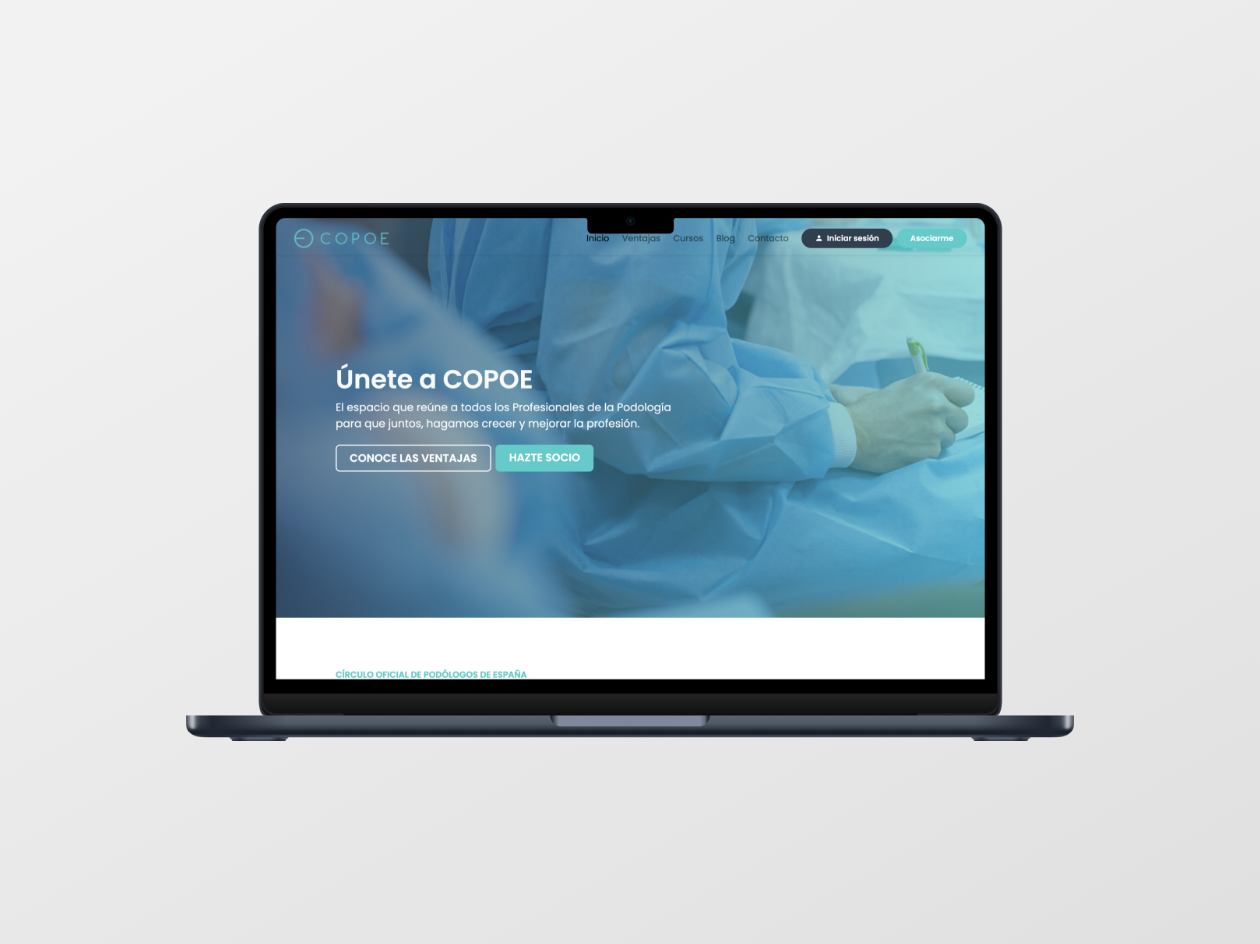 COPOE
Inicio Ventajas Cursos Blog Contacto Iniciar sesión Asociarme
Únete a COPOE
El espacio que reúne a todos los Profesionales de la Podología
para que juntos, hagamos crecer y mejorar la profesión.
CONOCE LAS VENTAJAS HAZTE SOCIO
CÍRCULO OFICIAL DE PODÓLOGOS DE ESPAÑA